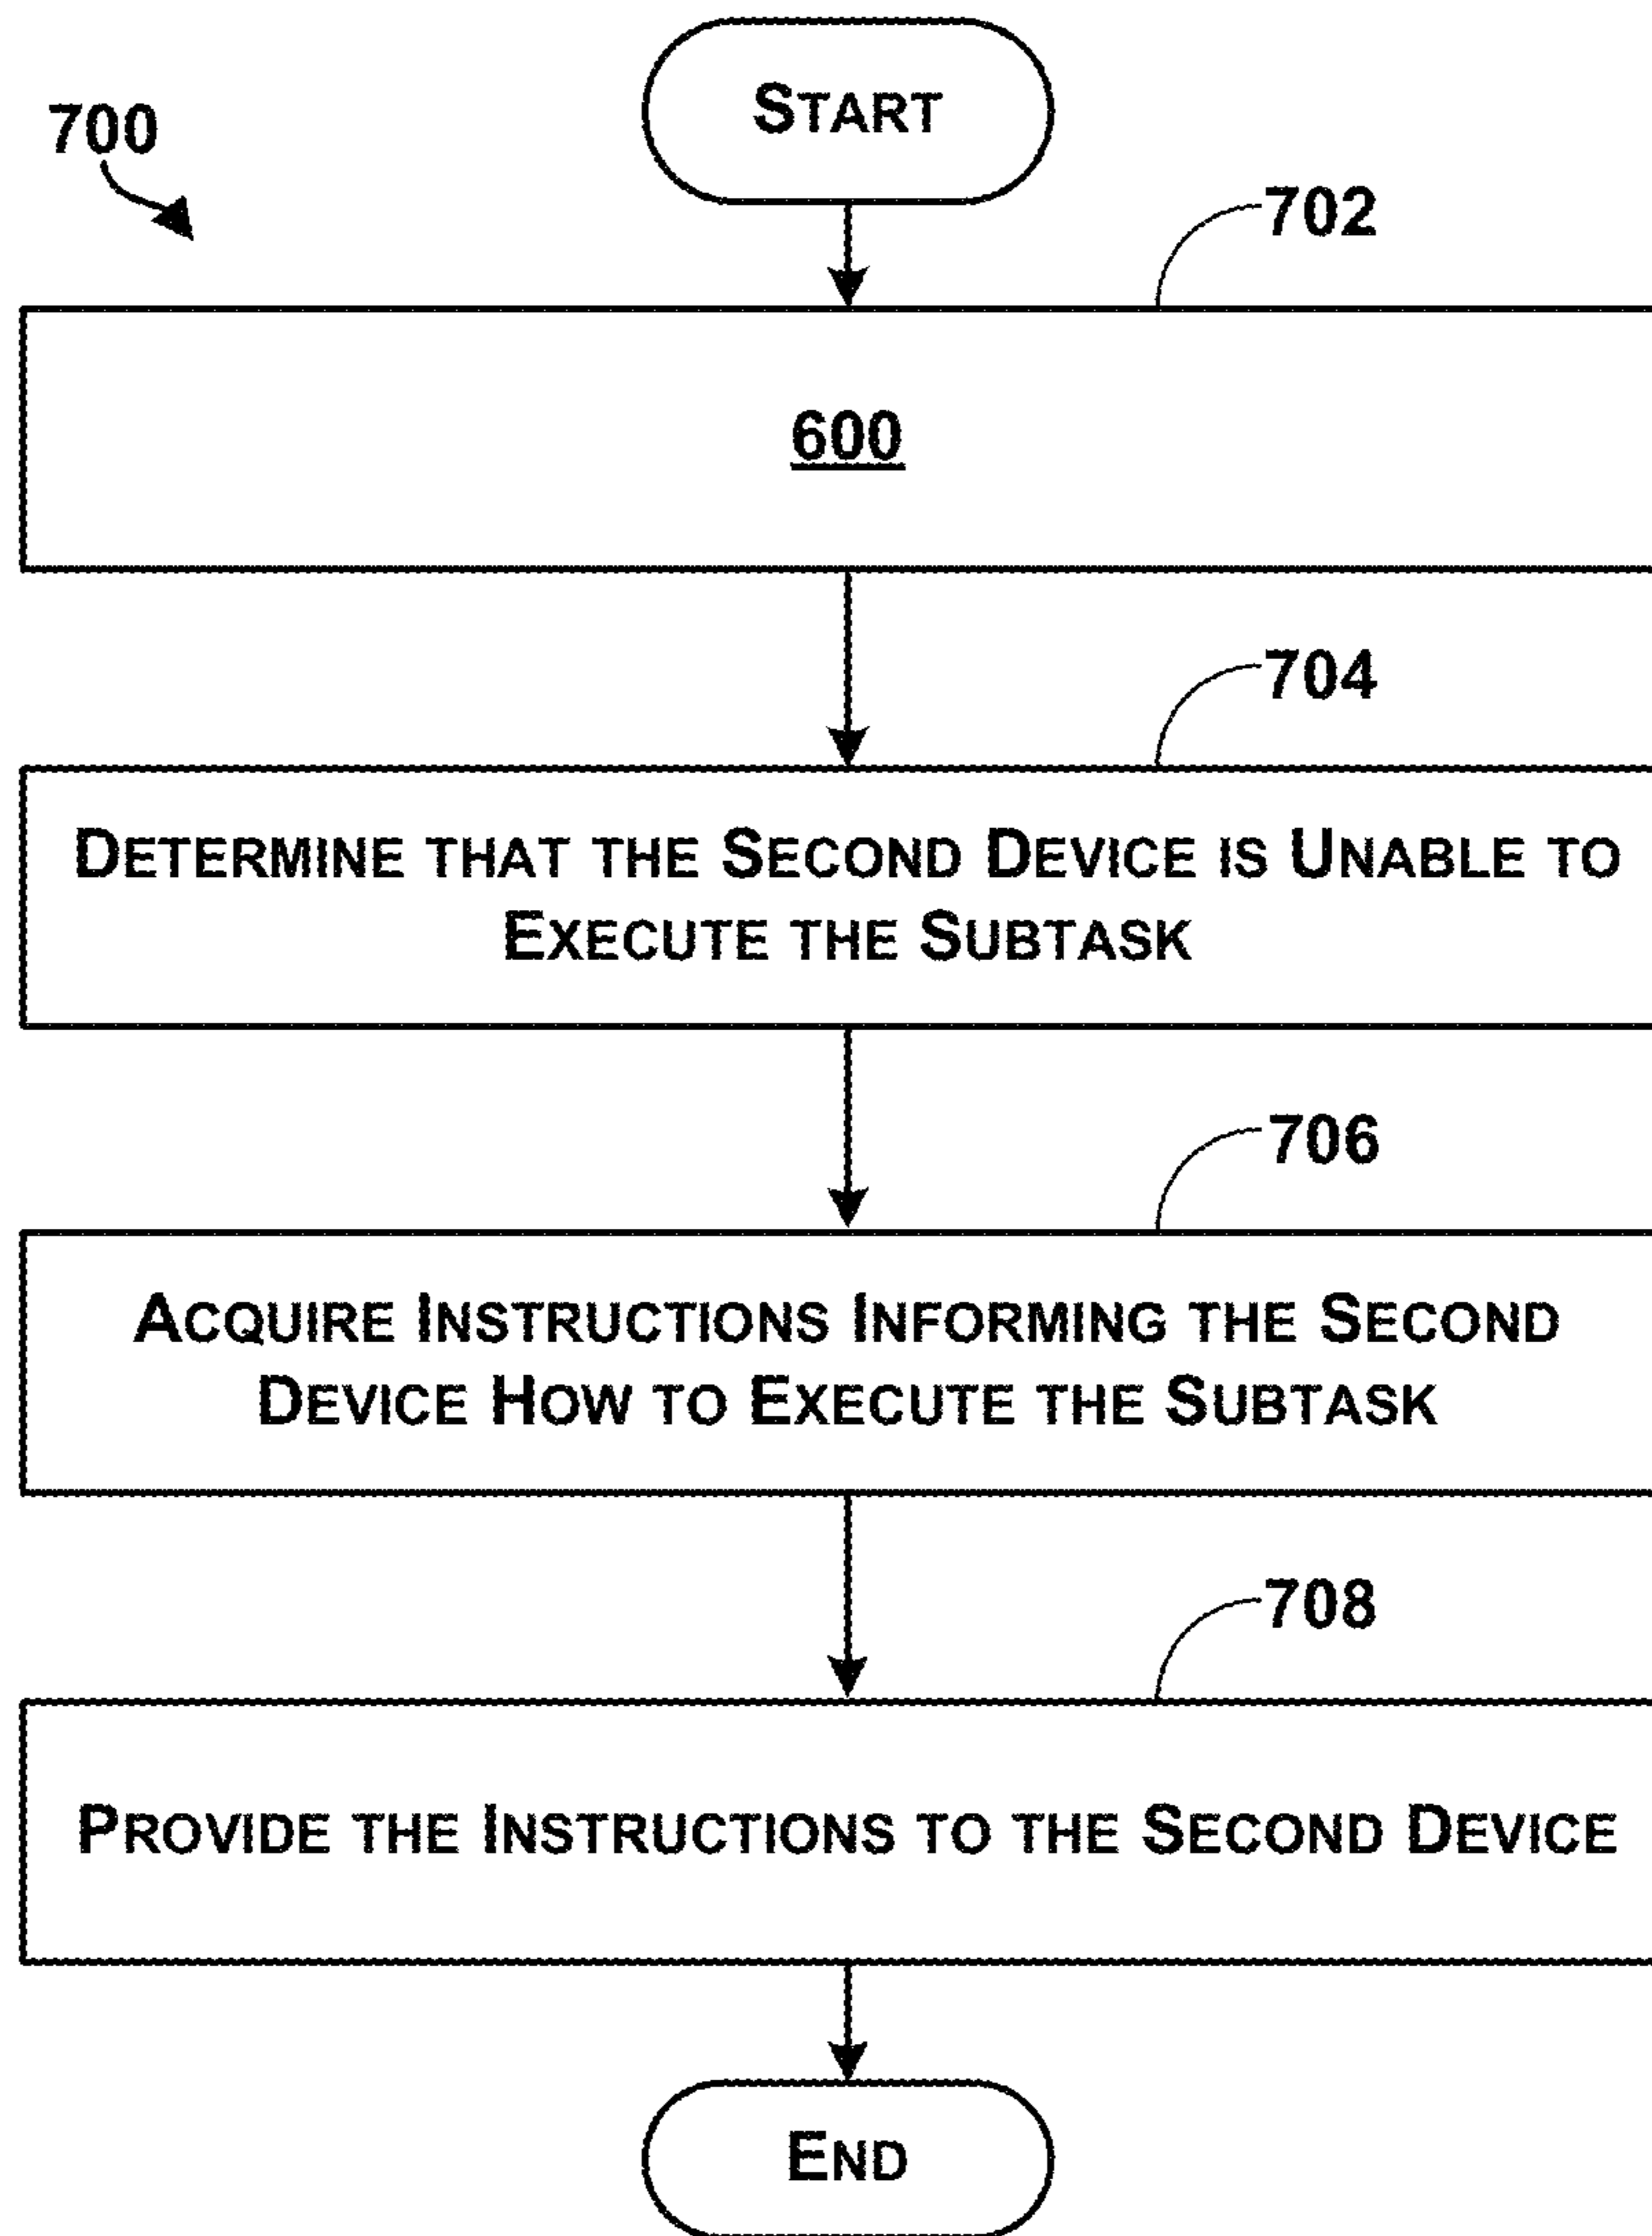 START
700
702
600
704
DETERMINE THAT THE SECOND DEVICE IS UNABLE TO
EXECUTE THE SUBTASK
706
ACQUIRE INSTRUCTIONS INFORMING THE SECOND
DEVICE HOW TO EXECUTE THE SUBTASK
708
PROVIDE THE INSTRUCTIONS TO THE SECOND DEVICE
END